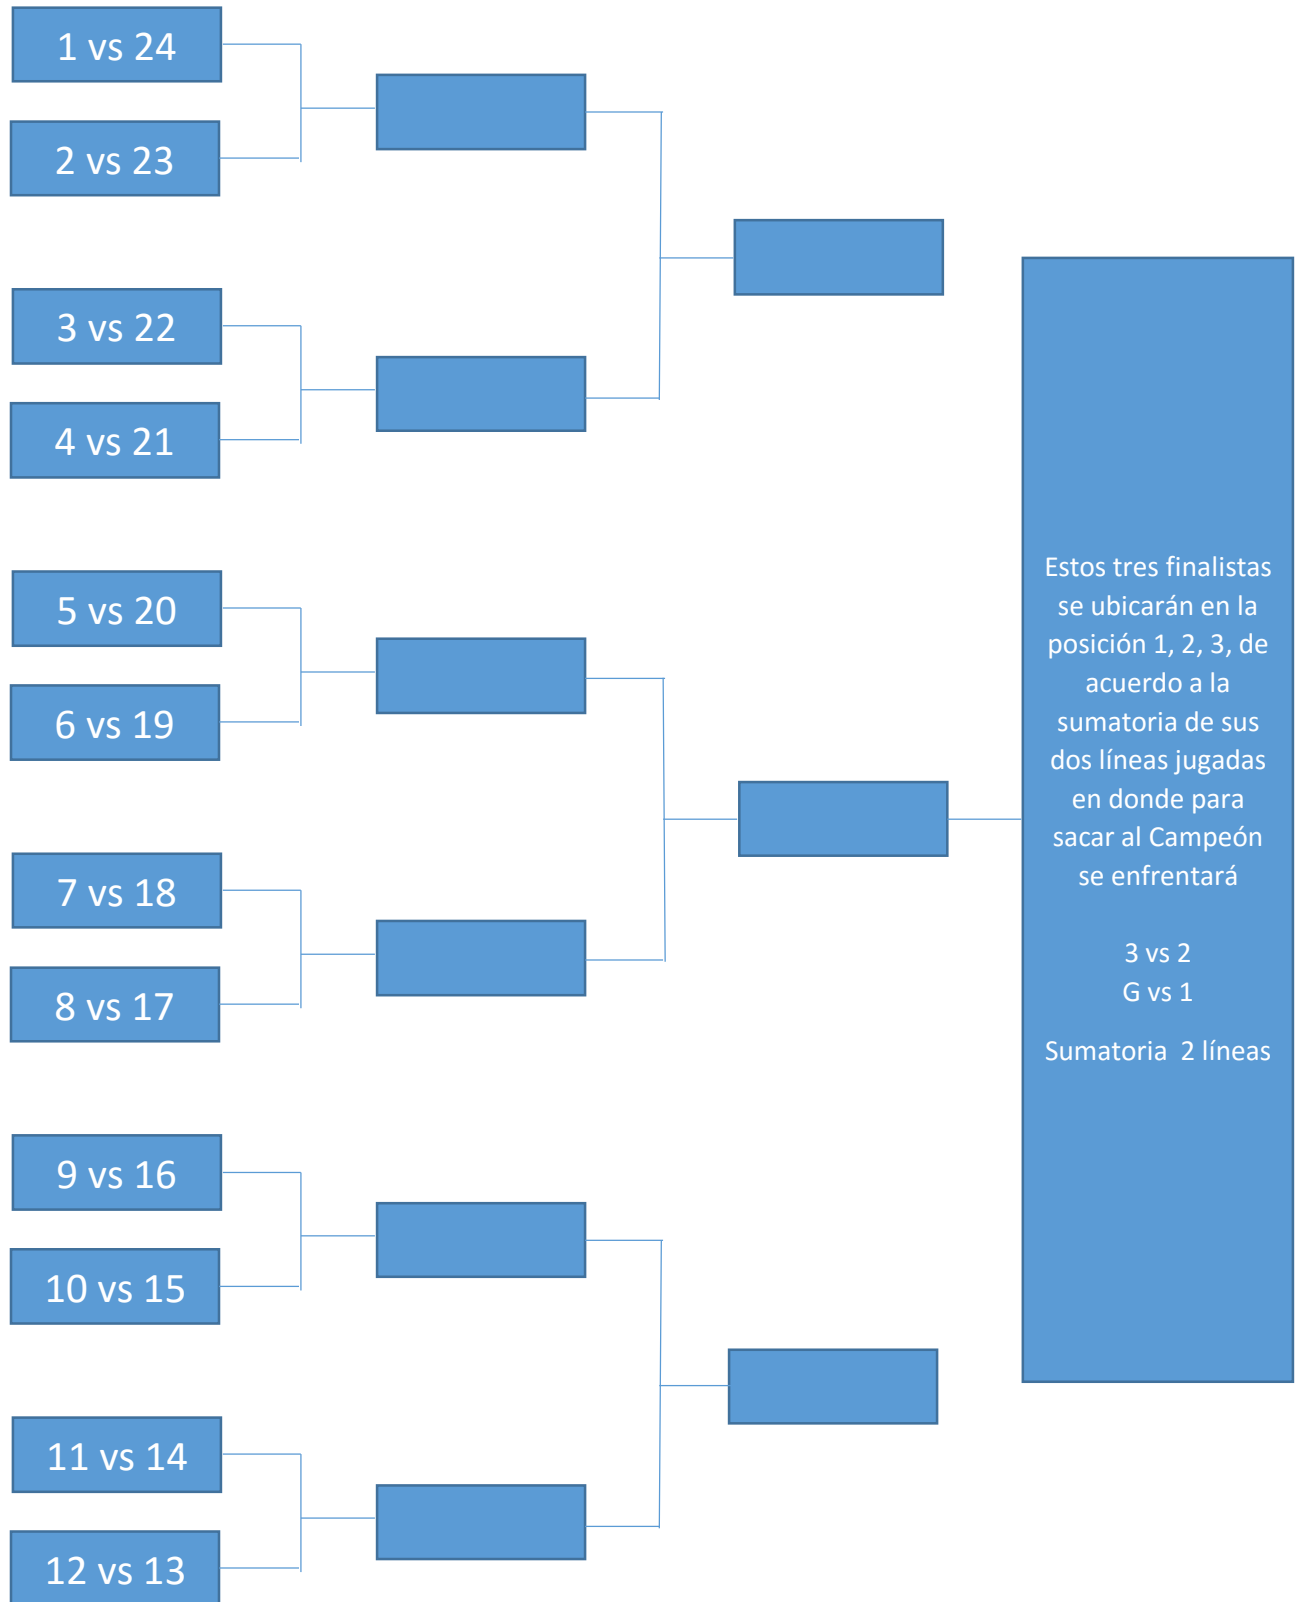 1 vs 24
2 vs 23
3 vs 22
4 vs 21
5 vs 20
6 vs 19
7 vs 18
8 vs 17
9 vs 16
10 vs 15
11 vs 14
12 vs 13
Estos tres finalistas
se ubicarán en la
posición 1, 2, 3, de
acuerdo a la
sumatoria de sus
dos líneas jugadas
en donde para
sacar al Campeón
se enfrentará
3 vs 2
G vs 1
Sumatoria 2 líneas